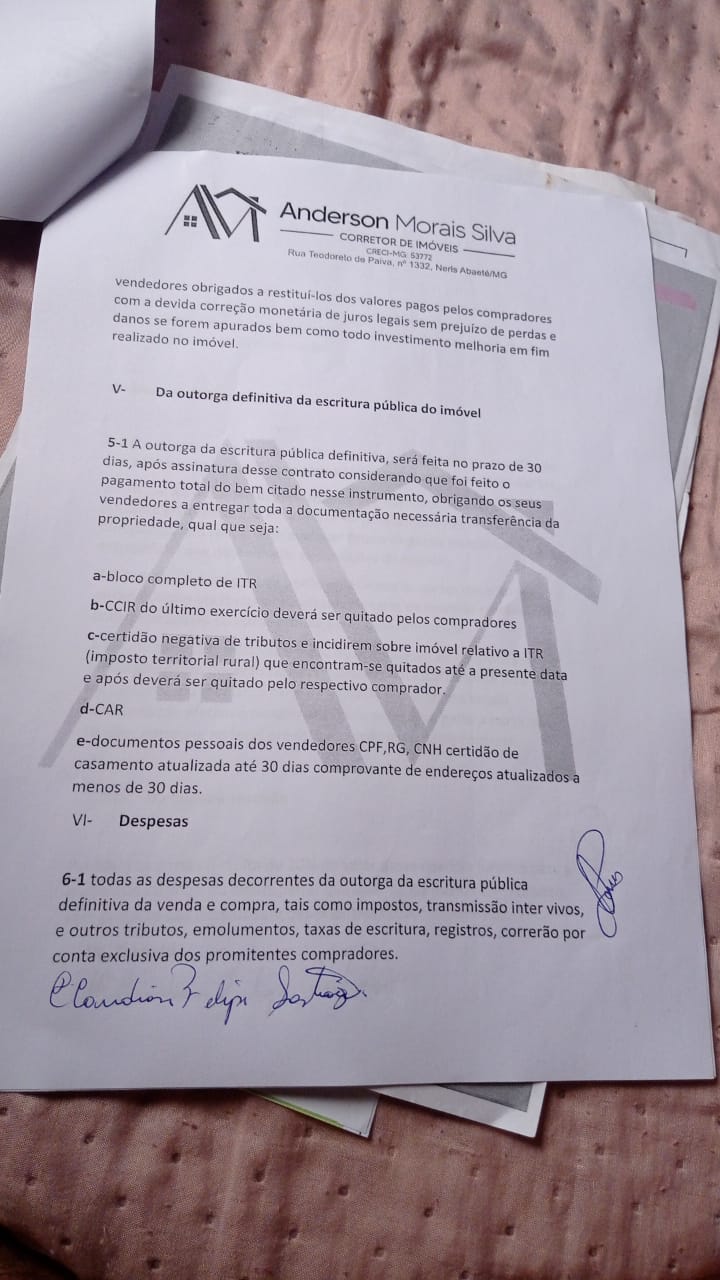 Anderson Morais Silva
CORRETOR DE IMÓVEIS
CRECI-MG: 53772
Rua Teodoreto de Paiva, nº 1332, Neris Abaeté/MG
vendedores obrigados a restituí-los dos valores pagos pelos compradores
com a devida correção monetária de juros legais sem prejuízo de perdas e
danos se forem apurados bem como todo investimento melhoria em fim
realizado no imóvel.
V- Da outorga definitiva da escritura pública do imóvel
5-1 A outorga da escritura pública definitiva, será feita no prazo de 30
dias, após assinatura desse contrato considerando que foi feito o
pagamento total do bem citado nesse instrumento, obrigando os seus
vendedores a entregar toda a documentação necessária transferência da
propriedade, qual que seja:
a-bloco completo de ITR
b-CCIR do último exercício deverá ser quitado pelos compradores
c-certidão negativa de tributos e incidirem sobre imóvel relativo a ITR
(imposto territorial rural) que encontram-se quitados até a presente data
e após deverá ser quitado pelo respectivo comprador.
d-CAR
e-documentos pessoais dos vendedores CPF,RG, CNH certidão de
casamento atualizada até 30 dias comprovante de endereços atualizados a
menos de 30 dias.
VI- Despesas
6-1 todas as despesas decorrentes da outorga da escritura pública
definitiva da venda e compra, tais como impostos, transmissão inter vivos,
e outros tributos, emolumentos, taxas de escritura, registros, correrão por
conta exclusiva dos promitentes compradores.